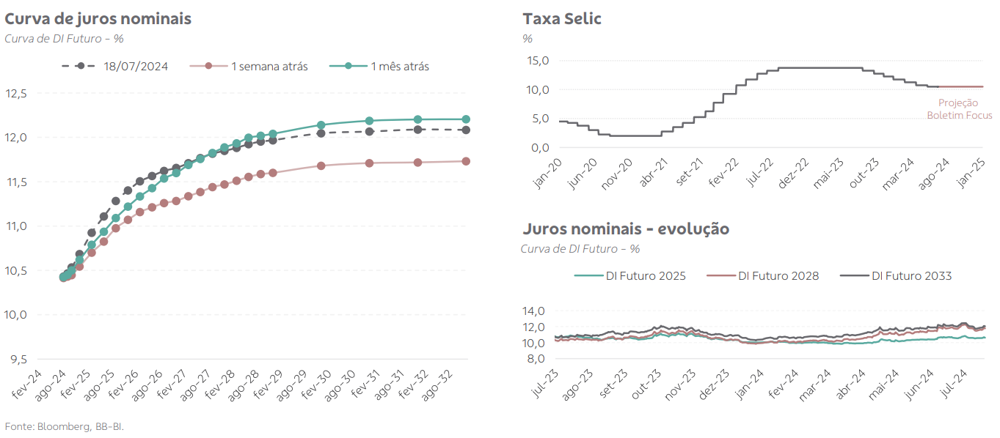 Curva de juros nominais
Curva de DI Futuro - %
18/07/2024
1 semana atrás
1 mês atrás
12,5
12,0
11,5
11,0
10,5
10,0
9,5
fev-24
ago-24
fev-25
ago-25
fev-26
ago-26
fev-27
ago-27
fev-28
ago-28
fev-29
ago-29
fev-30
ago-30
fev-31
ago-31
fev-32
ago-32
Fonte: Bloomberg, BB-BI.
Taxa Selic
%
15,0
10,0
5,0
0,0
Projeção
Boletim Focus
jan-20
jun-20
nov-20
abr-21
set-21
fev-22
jul-22
dez-22
mai-23
out-23
mar-24
ago-24
jan-25
Juros nominais - evolução
Curva de DI Futuro - %
DI Futuro 2025
DI Futuro 2028
DI Futuro 2033
14,0
12,0
10,0
8,0
jul-23
ago-23
set-23
out-23
nov-23
dez-23
jan-24
fev-24
mar-24
abr-24
mai-24
jun-24
jul-24